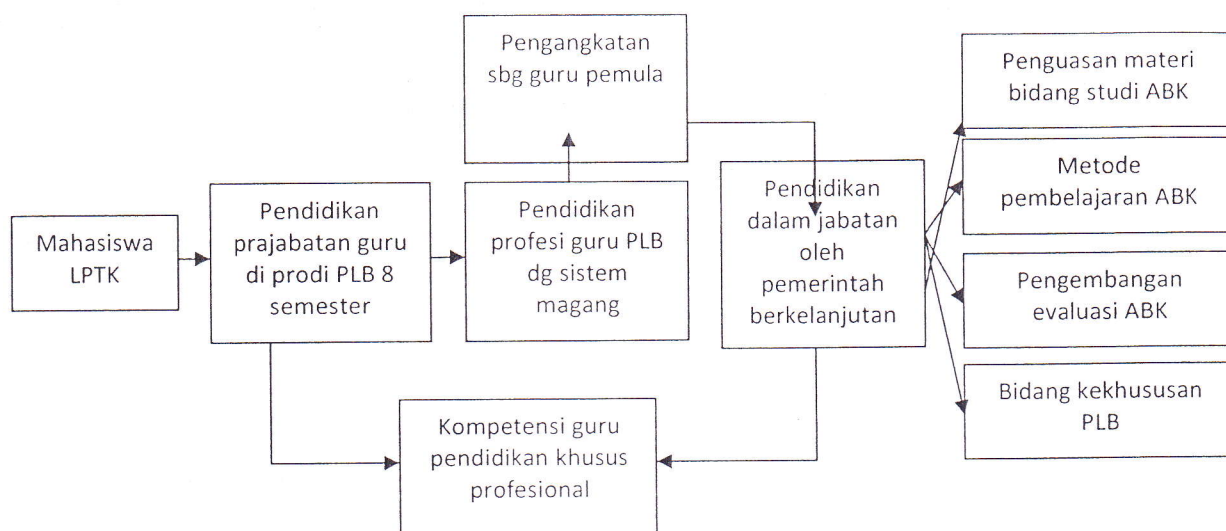 Mahasiswa
LPTK
Pendidikan
prajabatan guru
di prodi PLB 8
semester
Pendidikan
profesi guru PLB
dg sistem
magang
Pengangkatan
sbg guru pemula
Pendidikan
dalam jabatan
oleh
pemerintah
berkelanjutan
Penguasan materi
bidang studi ABK
Metode
pembelajaran ABK
Pengembangan
evaluasi ABK
Bidang kekhususan
PLB
Kompetensi guru
pendidikan khusus
profesional